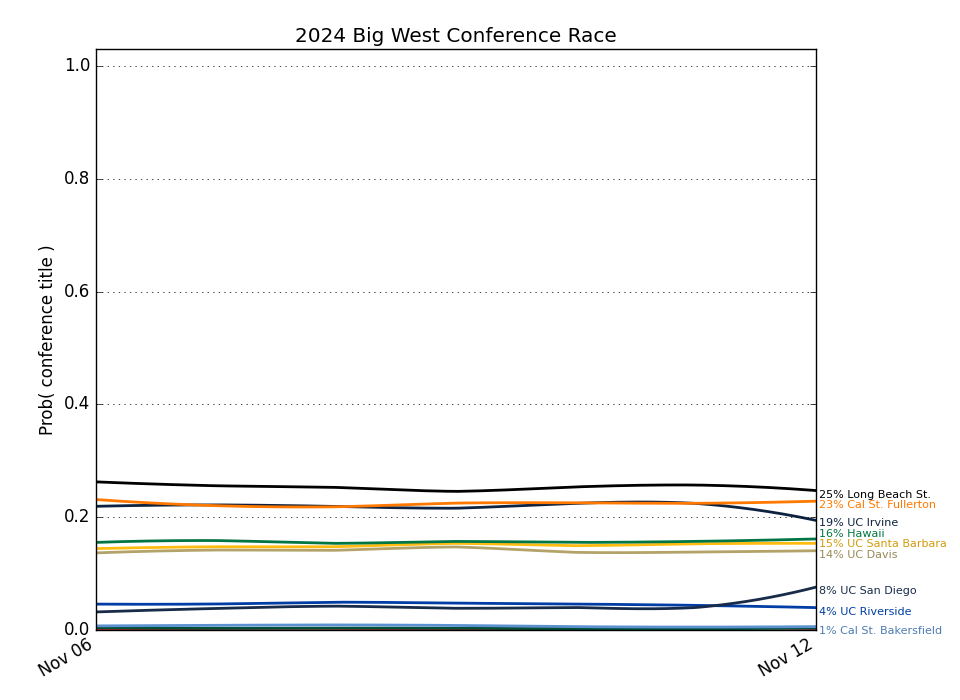 2024 Big West Conference Race
1.0
0.8
0.6
0.4
0.2
0.0
Prob( conference title )
Nov 06
Nov 12
25% Long Beach St.
23% Cal St. Fullerton
19% UC Irvine
16% Hawaii
15% UC Santa Barbara
14% UC Davis
8% UC San Diego
4% UC Riverside
1% Cal St. Bakersfield